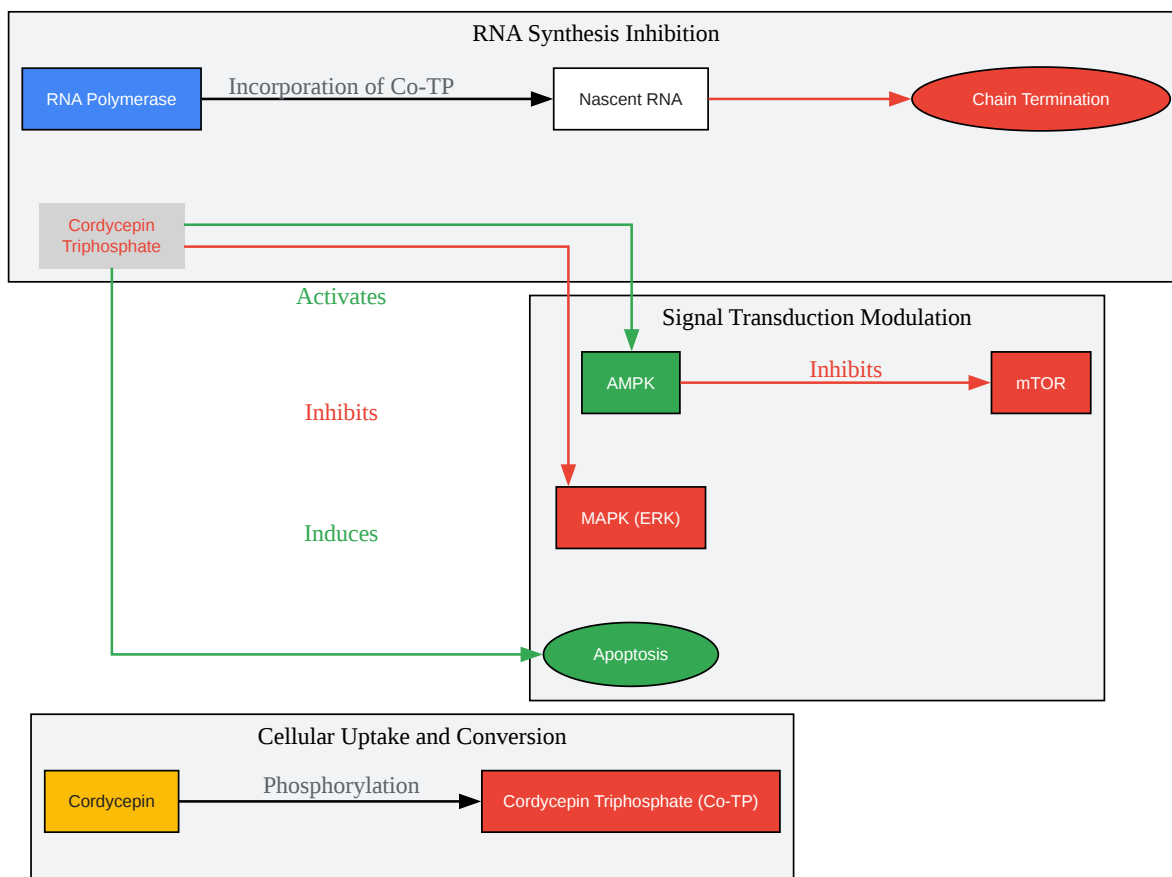 RNA Synthesis Inhibition
RNA Polymerase
Incorporation of Co-TP
Nascent RNA
Chain Termination
Cordycepin
Triphosphate
Activates
Signal Transduction Modulation
AMPK
Inhibits
mTOR
Inhibits
MAPK (ERK)
Induces
Apoptosis
Cellular Uptake and Conversion
Cordycepin
Phosphorylation
Cordycepin Triphosphate (Co-TP)